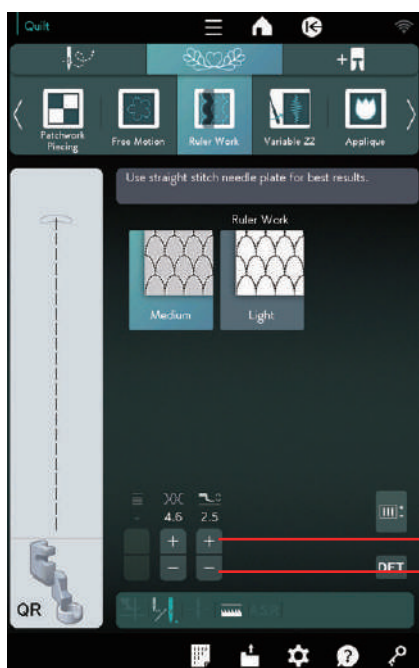 Quilt
Patchwork
Piecing
Free Motion
Ruler Work
Variable ZZ
Applique
Use straight stitch needle plate for best results.
Ruler Work
Medium
Light
4.6
2.5
+
+
−
−
DFT
QR